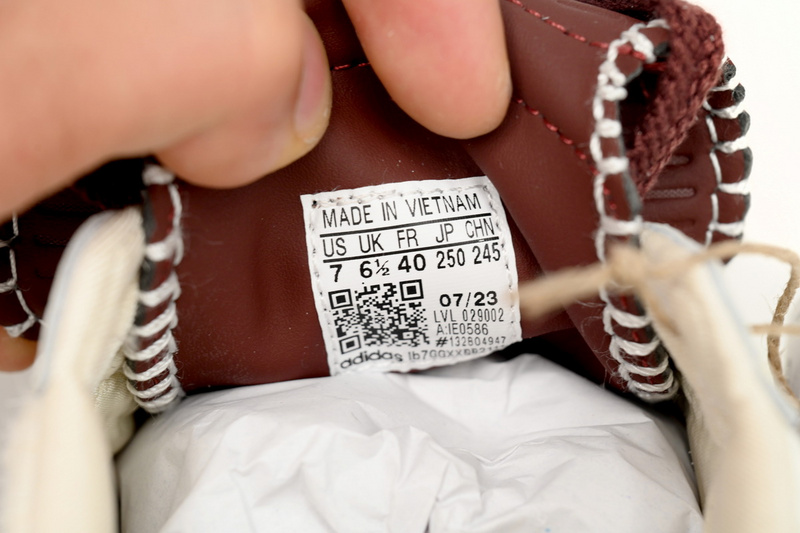 MADE IN VIETNAM
US UK FR JP CHN
7 6½ 40 250 245
07/23
LVL 029002
A:IE0586
#132804947
adidas